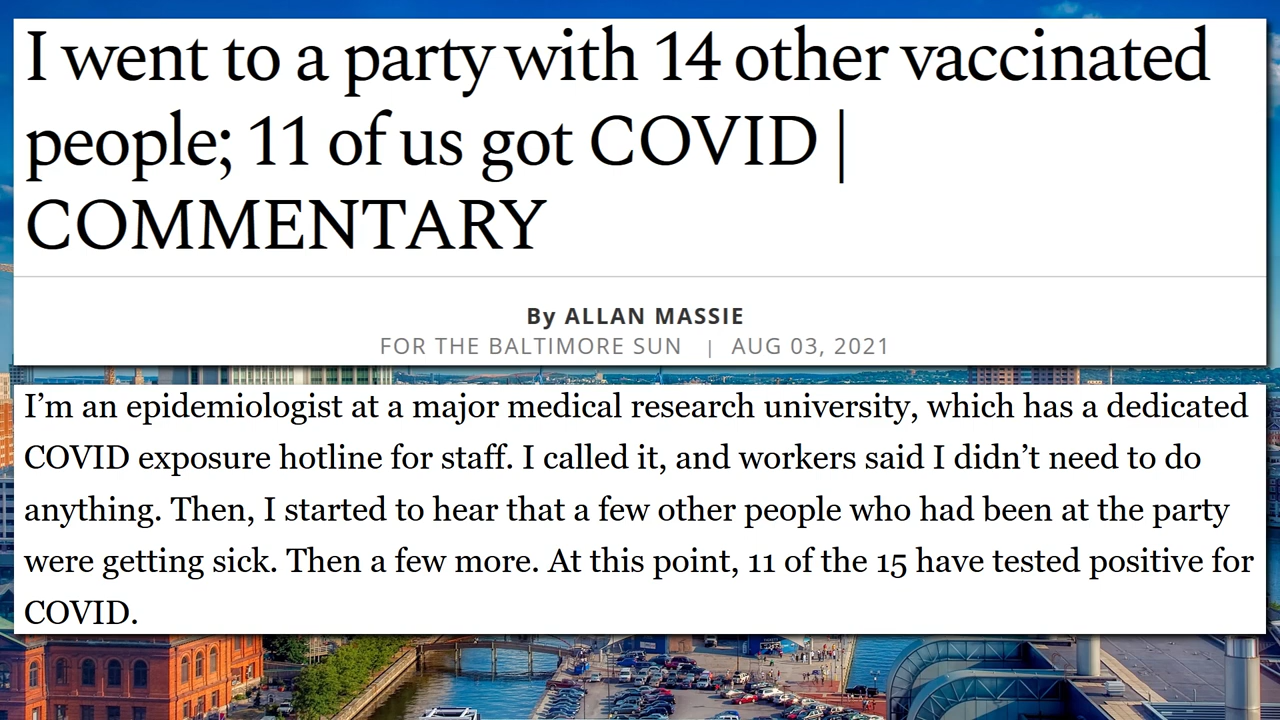 I went to a party with 14 other vaccinated
people; 11 of us got COVID |
COMMENTARY
By ALLAN MASSIE
FOR THE BALTIMORE SUN | AUG 03, 2021
I’m an epidemiologist at a major medical research university, which has a dedicated
COVID exposure hotline for staff. I called it, and workers said I didn’t need to do
anything. Then, I started to hear that a few other people who had been at the party
were getting sick. Then a few more. At this point, 11 of the 15 have tested positive for
COVID.